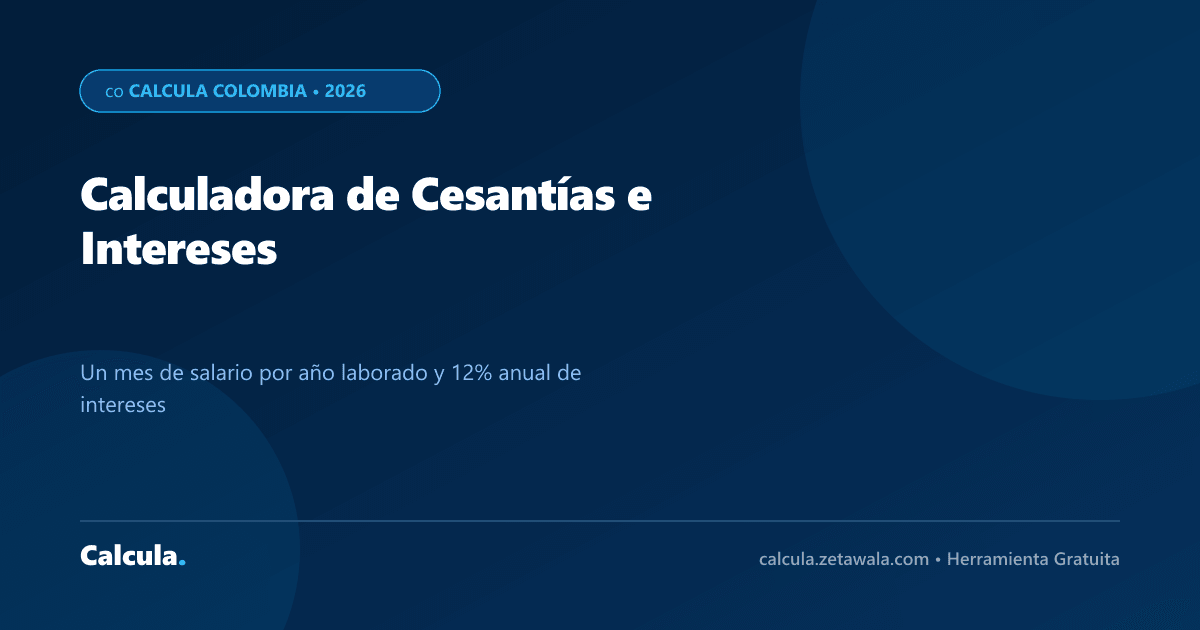 co CALCULA COLOMBIA • 2026
Calculadora de Cesantías e
Intereses
Un mes de salario por año laborado y 12% anual de
intereses
Calcula.
calcula.zetawala.com • Herramienta Gratuita